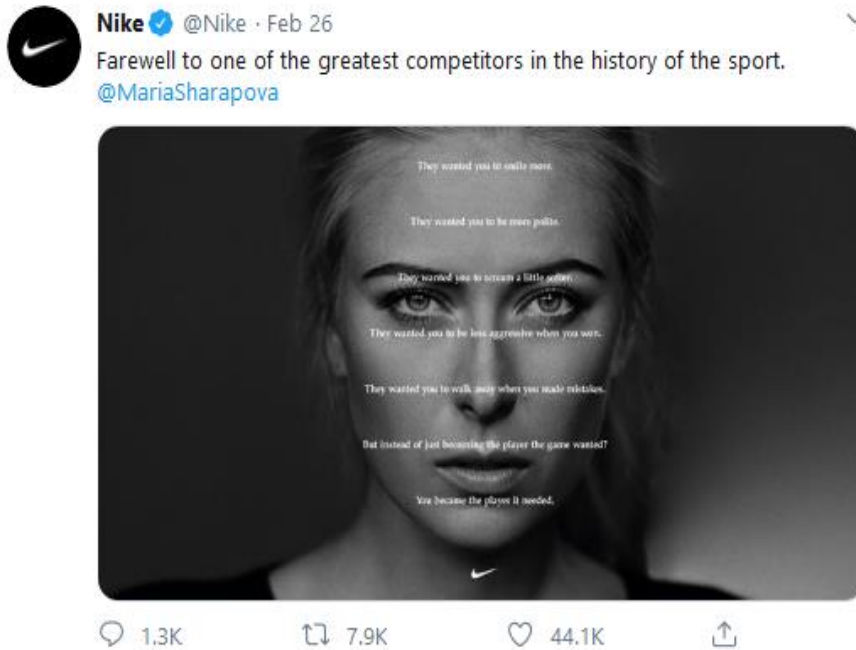 Nike @Nike · Feb 26
Farewell to one of the greatest competitors in the history of the sport.
@MariaSharapova
They wanted you to smile more.
They wanted you to be more polite.
They wanted you to scream a little softer.
They wanted you to be less aggressive when you won.
They wanted you to walk away when you made mistakes.
But instead of just becoming the player the game wanted?
You became the player it needed.
1.3K 7.9K 44.1K